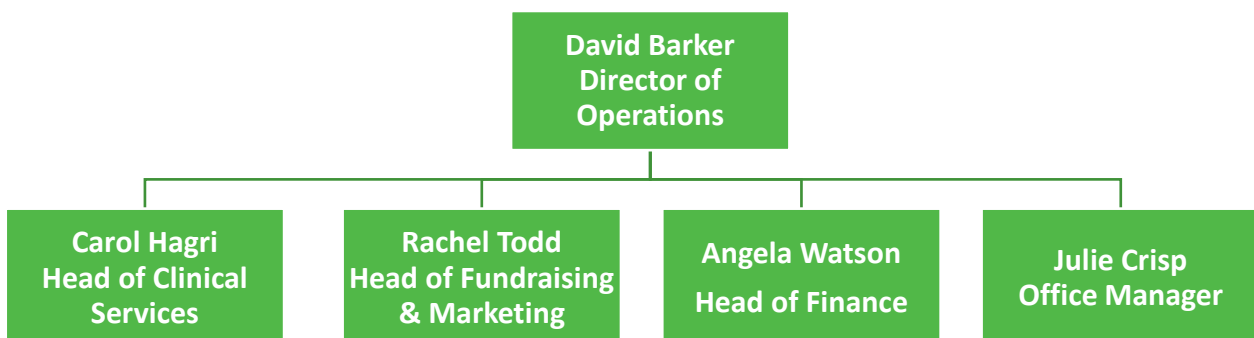 David Barker
Director of
Operations
Carol Hagri
Head of Clinical
Services
Rachel Todd
Head of Fundraising
& Marketing
Angela Watson
Head of Finance
Julie Crisp
Office Manager